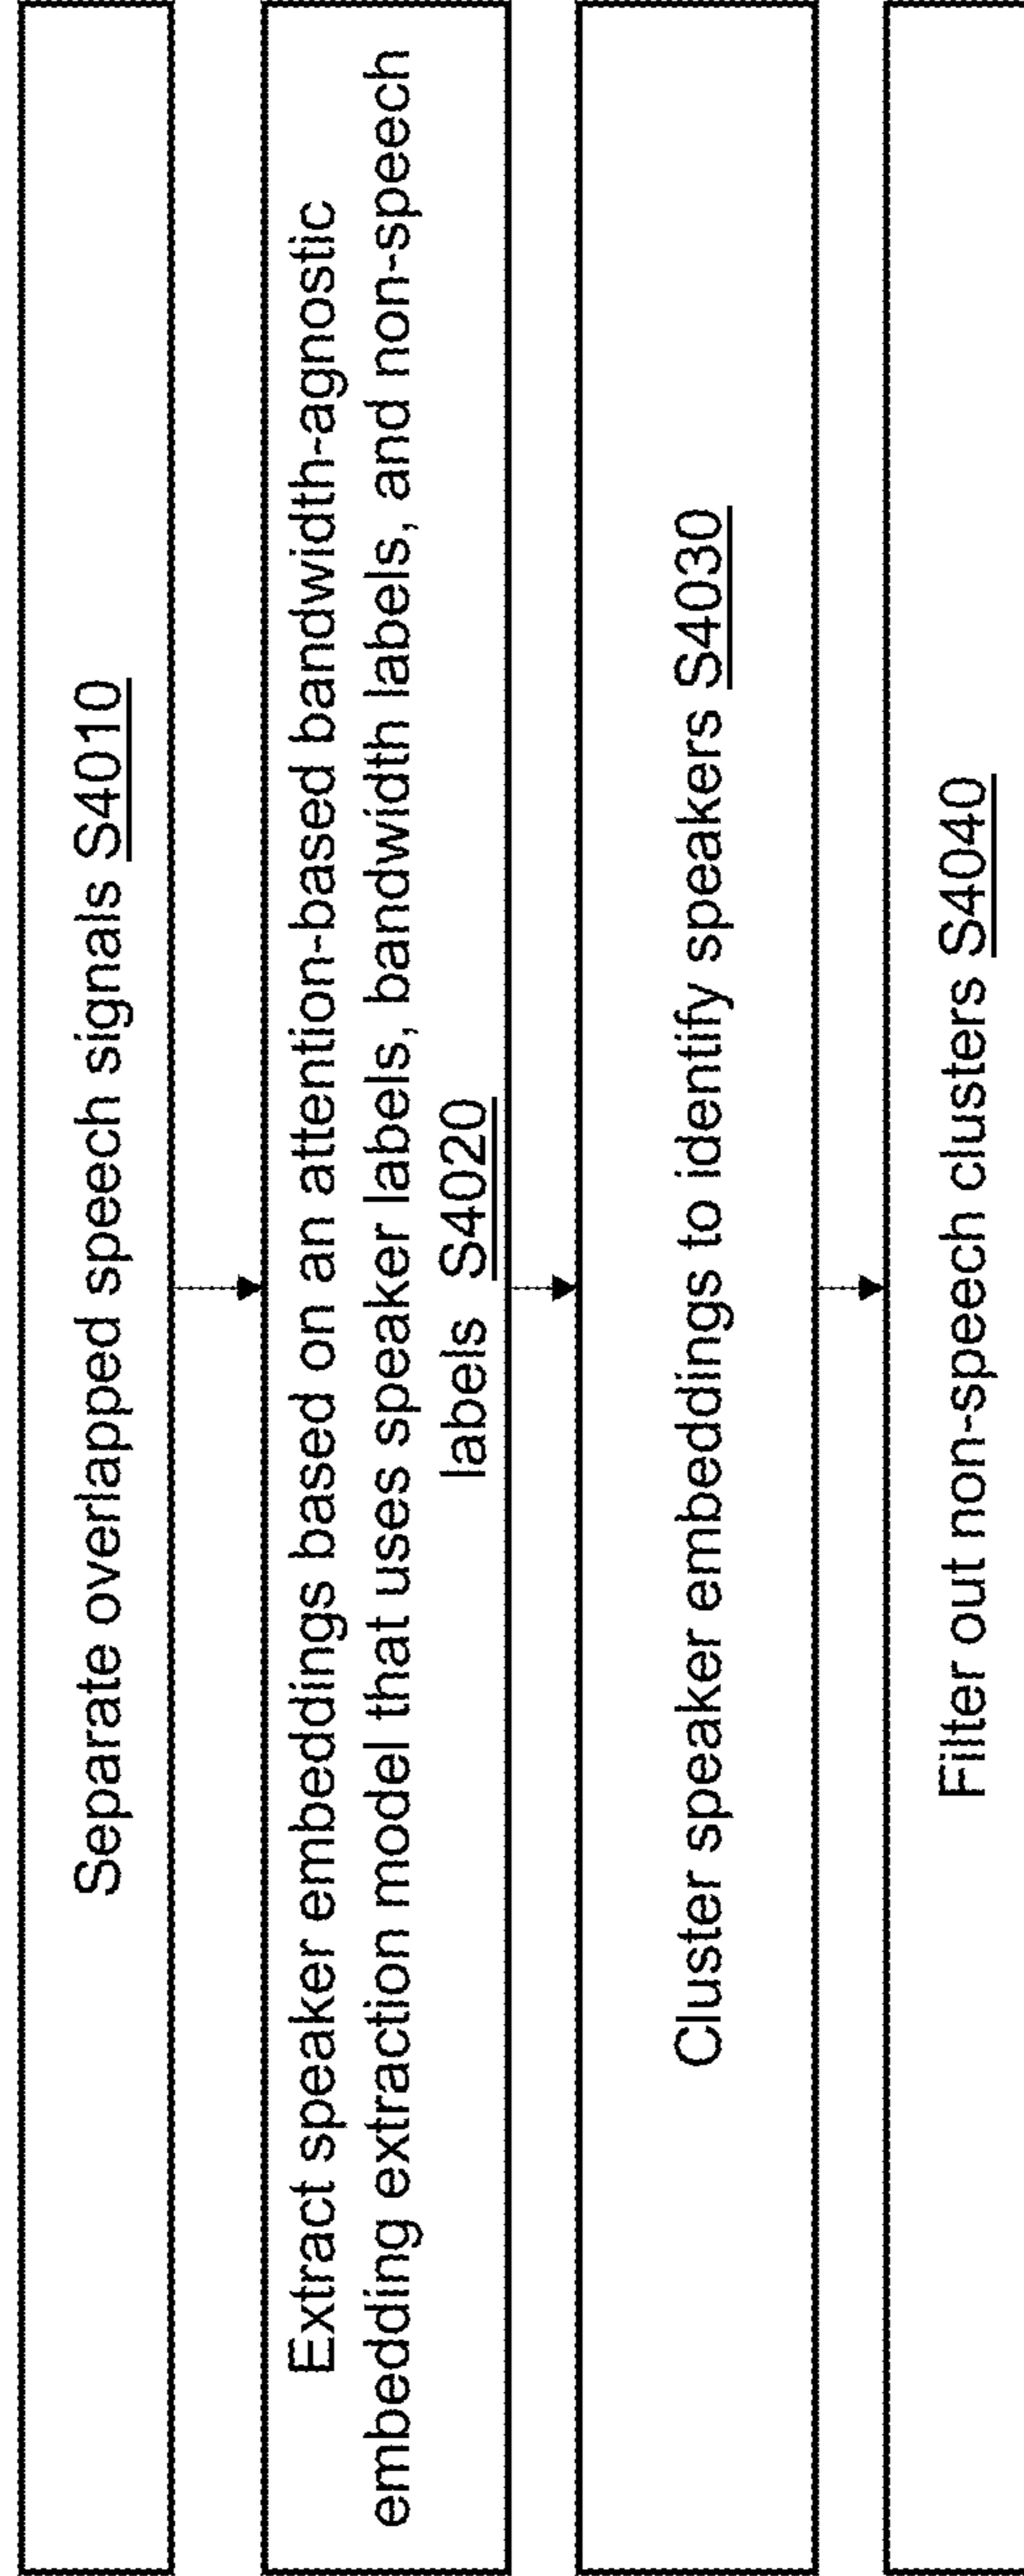 Separate overlapped speech signals S4010
Extract speaker embeddings based on an attention-based bandwidth-agnostic
embedding extraction model that uses speaker labels, bandwidth labels, and non-speech
labels S4020
Cluster speaker embeddings to identify speakers S4030
Filter out non-speech clusters S4040